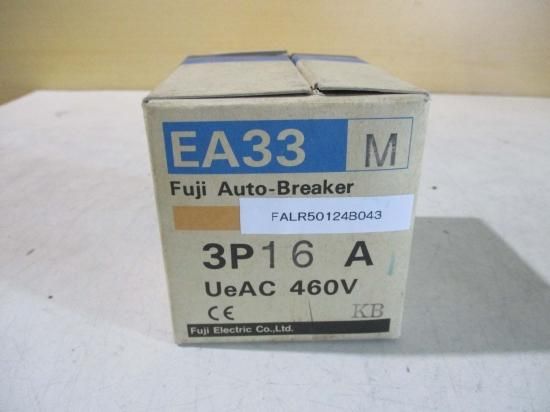 EA33 M
Fuji Auto-Breaker
FALR50124B043
3P16 A
UeAC 460V
CE KB
Fuji Electric Co.,Ltd.